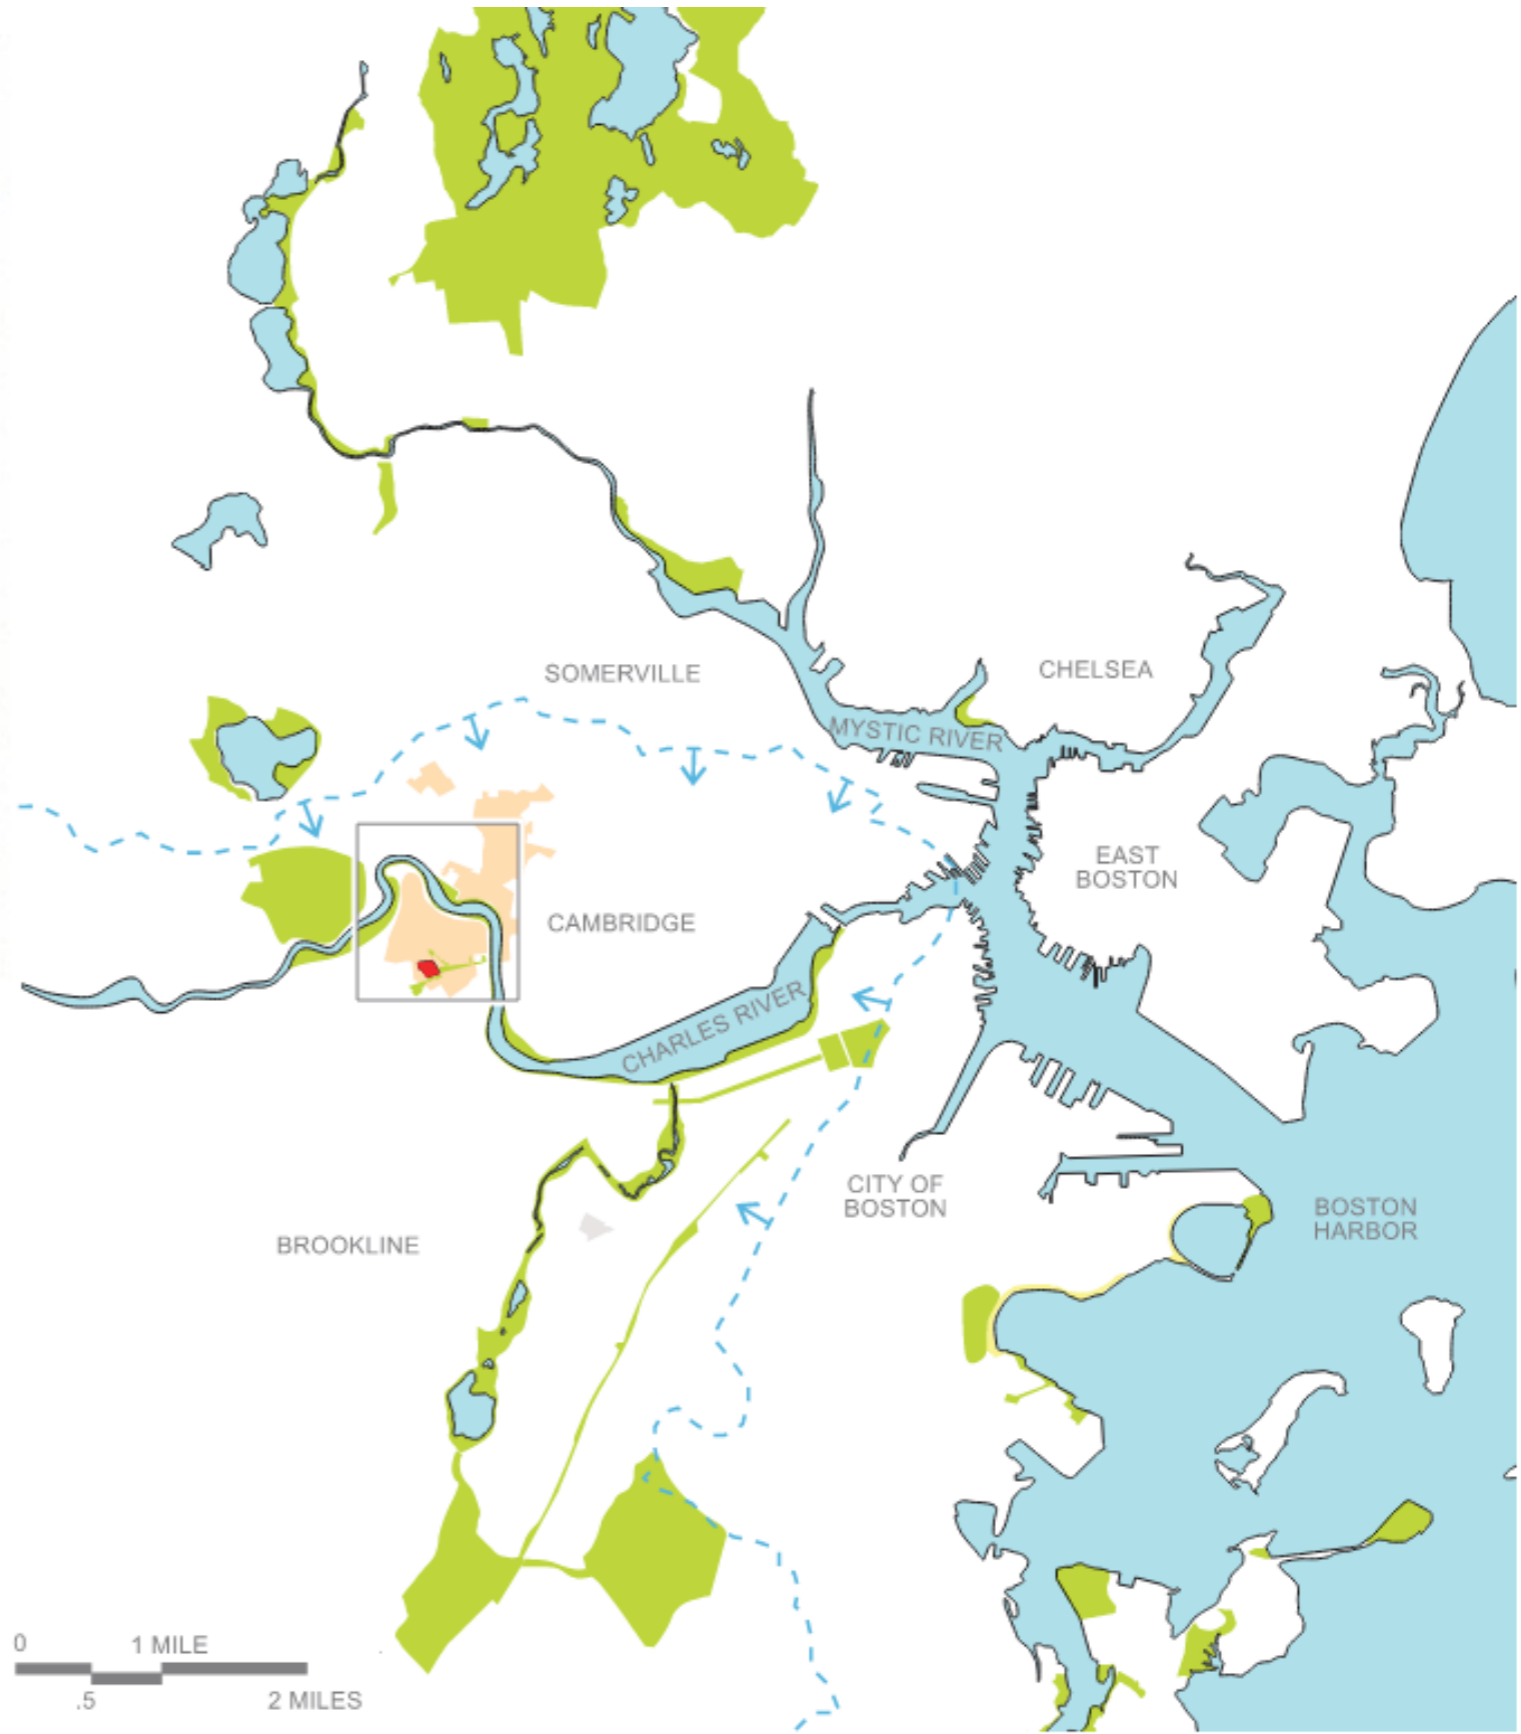 SOMERVILLE
CHELSEA
MYSTIC RIVER
EAST
BOSTON
CAMBRIDGE
CHARLES RIVER
CITY OF
BOSTON
BOSTON
HARBOR
BROOKLINE
0
1 MILE
.5
2 MILES